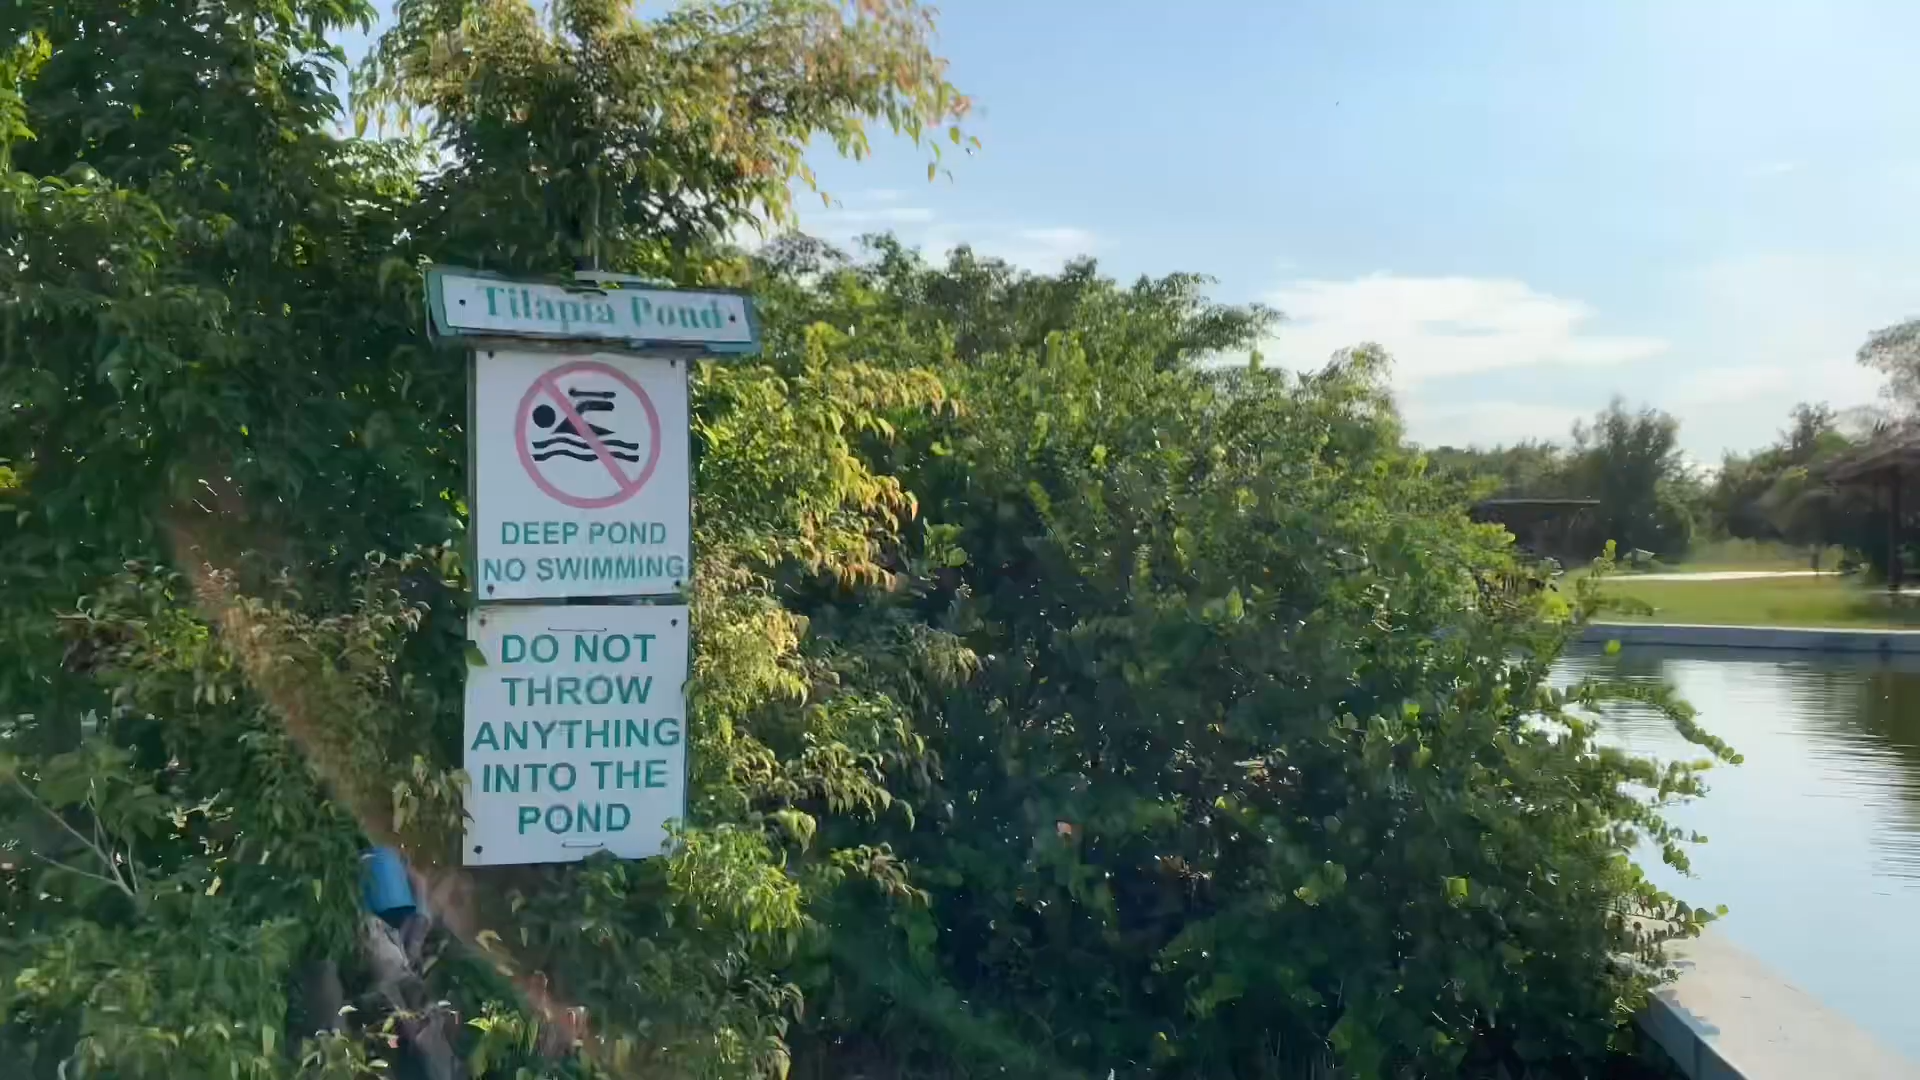 Tilapia Pond
DEEP POND
NO SWIMMING
DO NOT
THROW
ANYTHING
INTO THE
POND